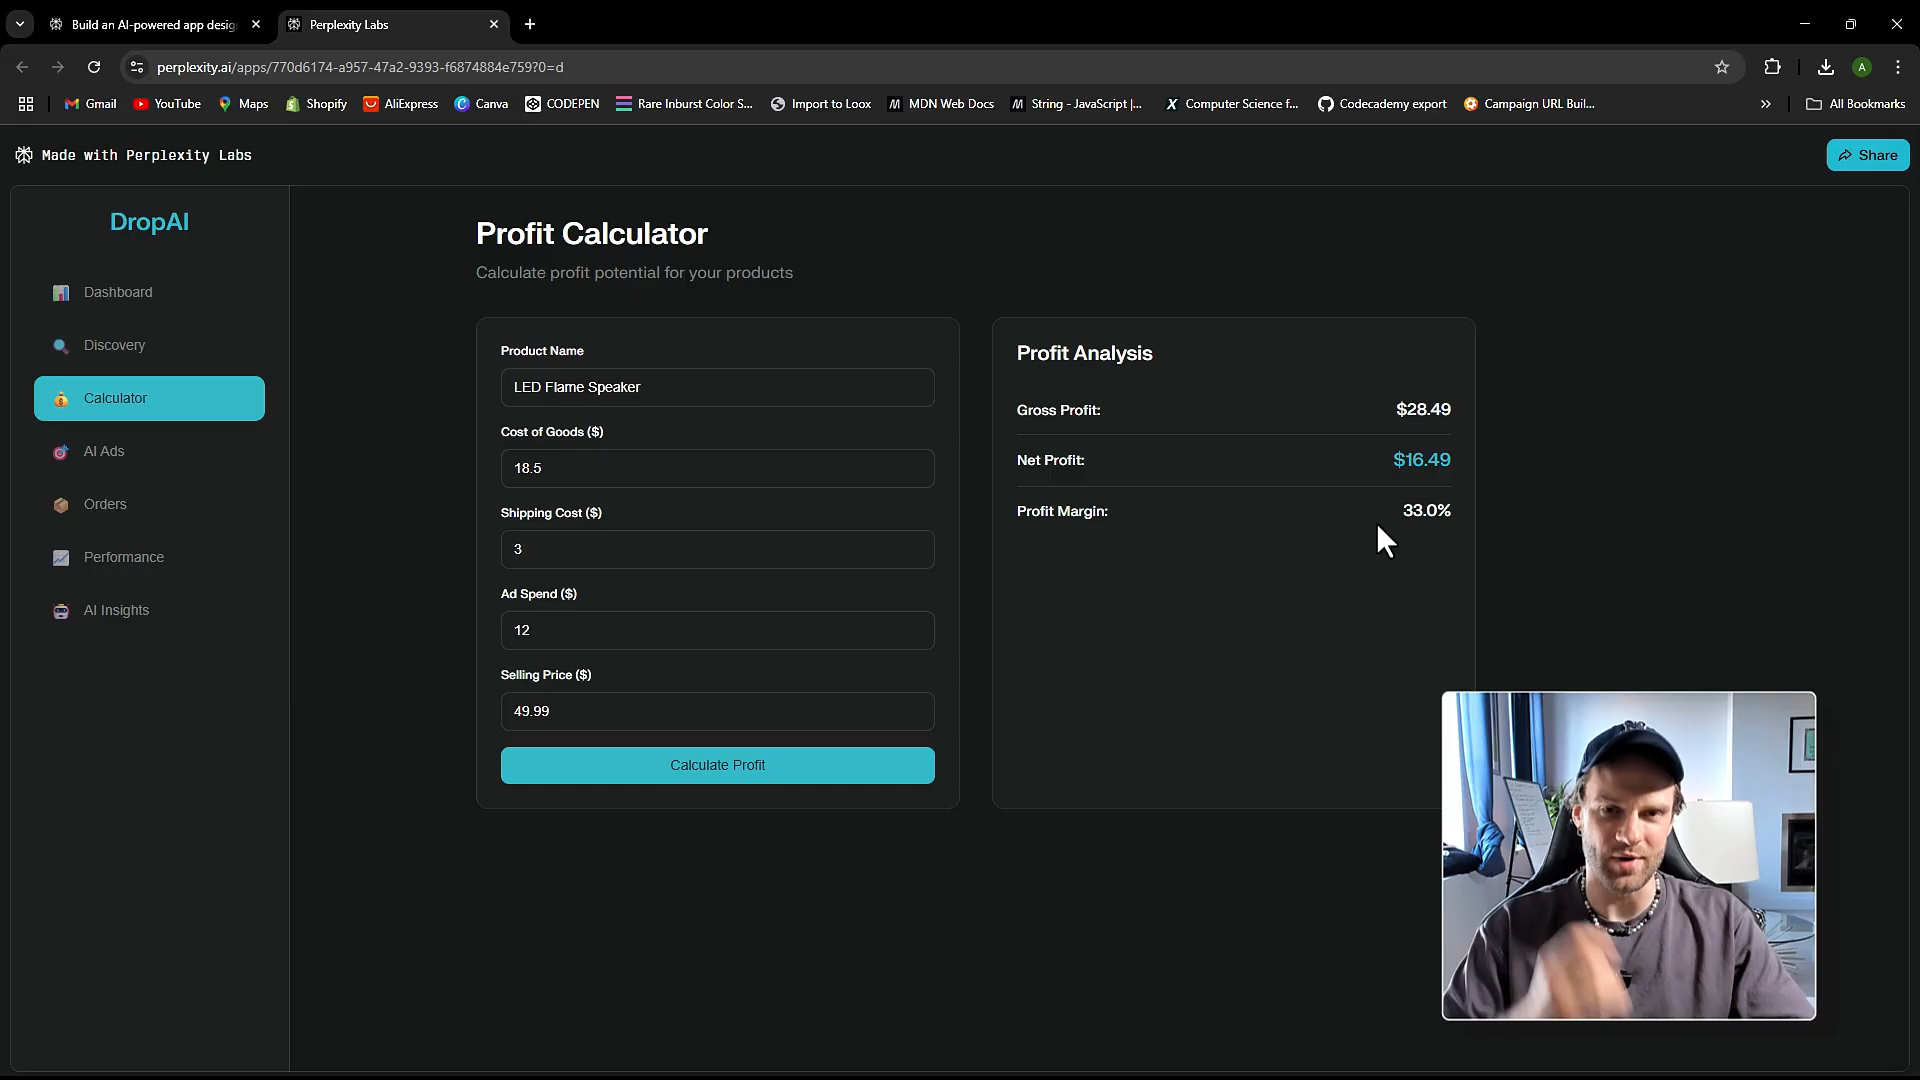 Build an AI-powered app desig
Perplexity Labs
perplexity.ai/apps/770d6174-a957-47a2-9393-f6874884e759?0=d
A
Gmail
YouTube
Maps
Shopify
AliExpress
Canva
CODEPEN
Rare Inburst Color S...
Import to Loox
MDN Web Docs
String - JavaScript |...
Computer Science f...
Codecademy export
Campaign URL Buil...
»
All Bookmarks
Made with Perplexity Labs
Share
DropAI
Dashboard
Discovery
Calculator
AI Ads
Orders
Performance
AI Insights
Profit Calculator
Calculate profit potential for your products
Product Name
LED Flame Speaker
Cost of Goods ($)
18.5
Shipping Cost ($)
3
Ad Spend ($)
12
Selling Price ($)
49.99
Calculate Profit
Profit Analysis
Gross Profit: $28.49
Net Profit: $16.49
Profit Margin: 33.0%